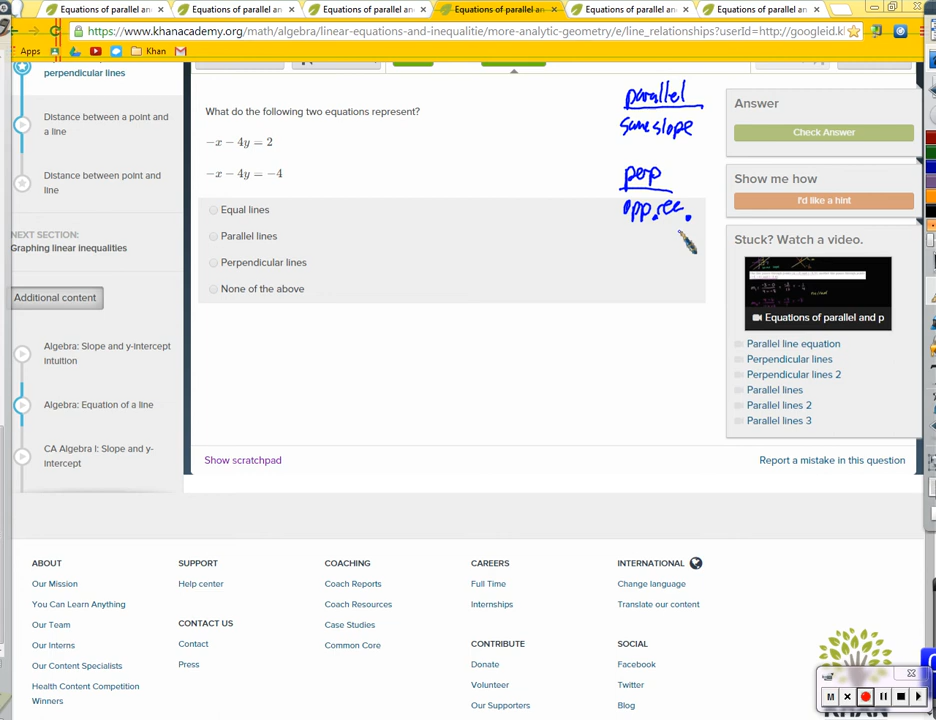 Equations of parallel an × Equations of parallel an × Equations of parallel an × Equations of parallel an × Equations of parallel an × Equations of parallel an ×
https://www.khanacademy.org/math/algebra/linear-equations-and-inequalitie/more-analytic-geometry/e/line_relationships?userId=http://googleid.kl
Apps Khan
perpendicular lines
Distance between a point and
a line
Distance between point and
line
NEXT SECTION:
Graphing linear inequalities
Additional content
Algebra: Slope and y-intercept
intuition
Algebra: Equation of a line
CA Algebra I: Slope and y-
intercept
What do the following two equations represent?
−x − 4y = 2
−x − 4y = −4
Equal lines
Parallel lines
Perpendicular lines
None of the above
parallel
same slope
perp
opp. rec.
Show scratchpad
Report a mistake in this question
Answer
Check Answer
Show me how
I'd like a hint
Stuck? Watch a video.
Equations of parallel and p
Parallel line equation
Perpendicular lines
Perpendicular lines 2
Parallel lines
Parallel lines 2
Parallel lines 3
ABOUT
Our Mission
You Can Learn Anything
Our Team
Our Interns
Our Content Specialists
Health Content Competition
Winners
SUPPORT
Help center
CONTACT US
Contact
Press
COACHING
Coach Reports
Coach Resources
Case Studies
Common Core
CAREERS
Full Time
Internships
CONTRIBUTE
Donate
Volunteer
Our Supporters
INTERNATIONAL
Change language
Translate our content
SOCIAL
Facebook
Twitter
Blog
M